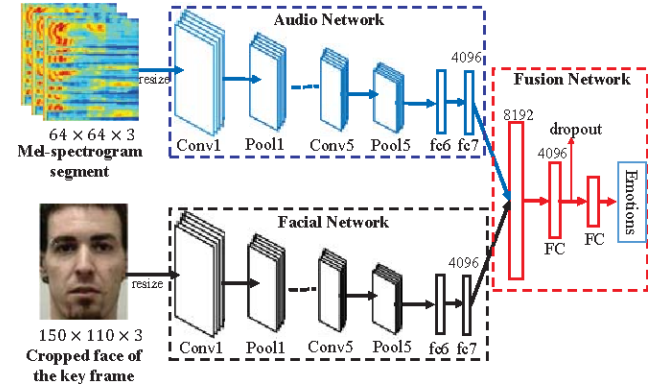 Audio Network
resize
64 × 64 × 3
Mel-spectrogram
segment
Conv1
Pool1
Conv5
Pool5
fc6
fc7
4096
Fusion Network
8192
dropout
4096
FC
FC
Emotions
Facial Network
resize
150 × 110 × 3
Cropped face of
the key frame
Conv1
Pool1
Conv5
Pool5
fc6
fc7
4096